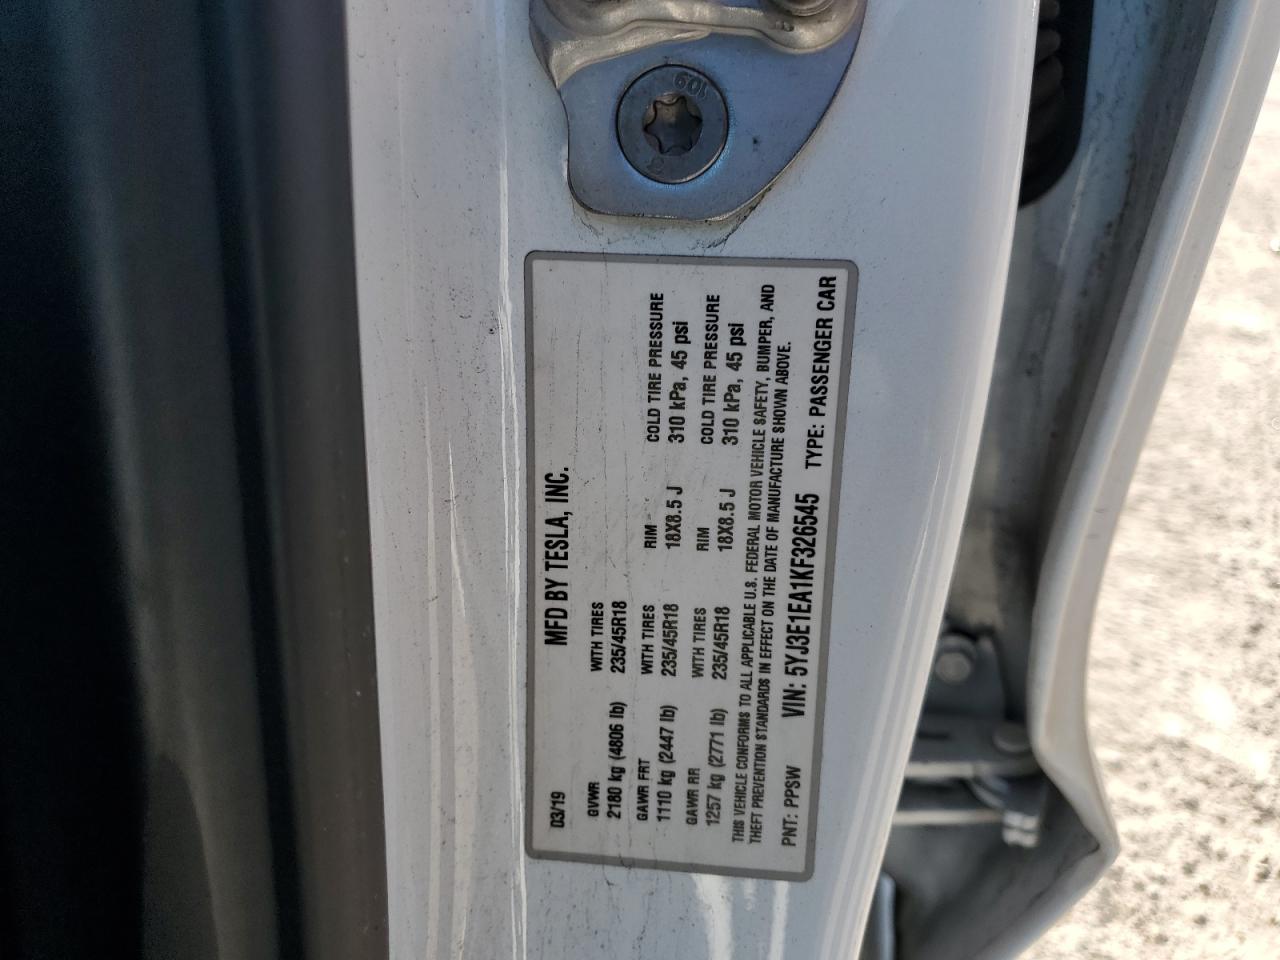 109
03/19 MFD BY TESLA, INC.
GVWR WITH TIRES
2180 kg (4806 lb) 235/45R18
GAWR FRT WITH TIRES RIM COLD TIRE PRESSURE
1110 kg (2447 lb) 235/45R18 18X8.5 J 310 kPa, 45 psi
GAWR RR WITH TIRES RIM COLD TIRE PRESSURE
1257 kg (2771 lb) 235/45R18 18X8.5 J 310 kPa, 45 psi
THIS VEHICLE CONFORMS TO ALL APPLICABLE U.S. FEDERAL MOTOR VEHICLE SAFETY, BUMPER, AND
THEFT PREVENTION STANDARDS IN EFFECT ON THE DATE OF MANUFACTURE SHOWN ABOVE.
PNT: PPSW VIN: 5YJ3E1EA1KF326545 TYPE: PASSENGER CAR